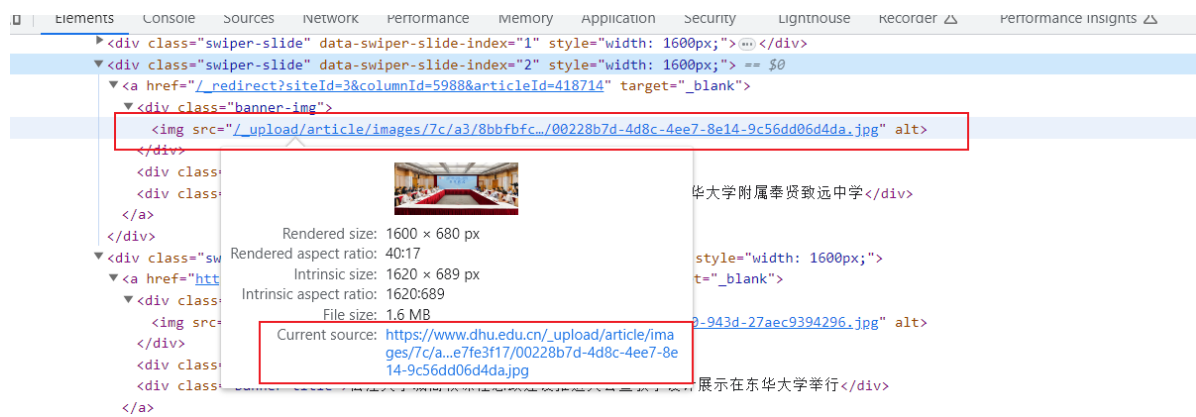 Elements Console Sources Network Performance Memory Application Security Lighthouse Recorder Performance insights
<div class="swiper-slide" data-swiper-slide-index="1" style="width: 1600px;">…</div>
<div class="swiper-slide" data-swiper-slide-index="2" style="width: 1600px;"> == $0
<a href="/_redirect?siteId=3&columnId=5988&articleId=418714" target="_blank">
<div class="banner-img">
<img src="/_upload/article/images/7c/a3/8bbfbfc…/00228b7d-4d8c-4ee7-8e14-9c56dd06d4da.jpg" alt>
</div>
<div clas
<div clas 华大学附属奉贤致远中学</div>
</a>
</div>
<div class="sw style="width: 1600px;">
<a href="htt t="_blank">
<div class
<img src -943d-27aec9394296.jpg" alt>
</div>
<div clas
<div clas 展示在东华大学举行</div>
</a>
Rendered size: 1600 × 680 px
Rendered aspect ratio: 40:17
Intrinsic size: 1620 × 689 px
Intrinsic aspect ratio: 1620:689
File size: 1.6 MB
Current source: https://www.dhu.edu.cn/_upload/article/ima
ges/7c/a…e7fe3f17/00228b7d-4d8c-4ee7-8e
14-9c56dd06d4da.jpg